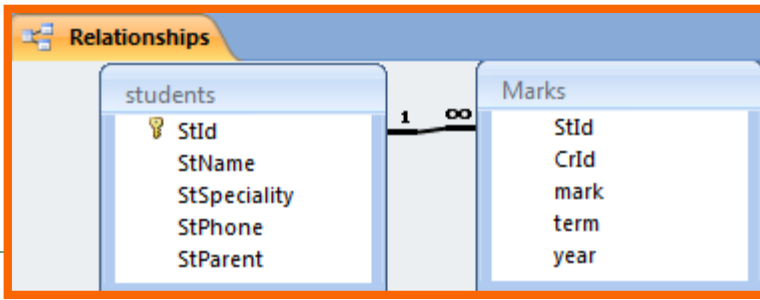 Relationships
students
StId
StName
StSpeciality
StPhone
StParent
1 ∞
Marks
StId
CrId
mark
term
year